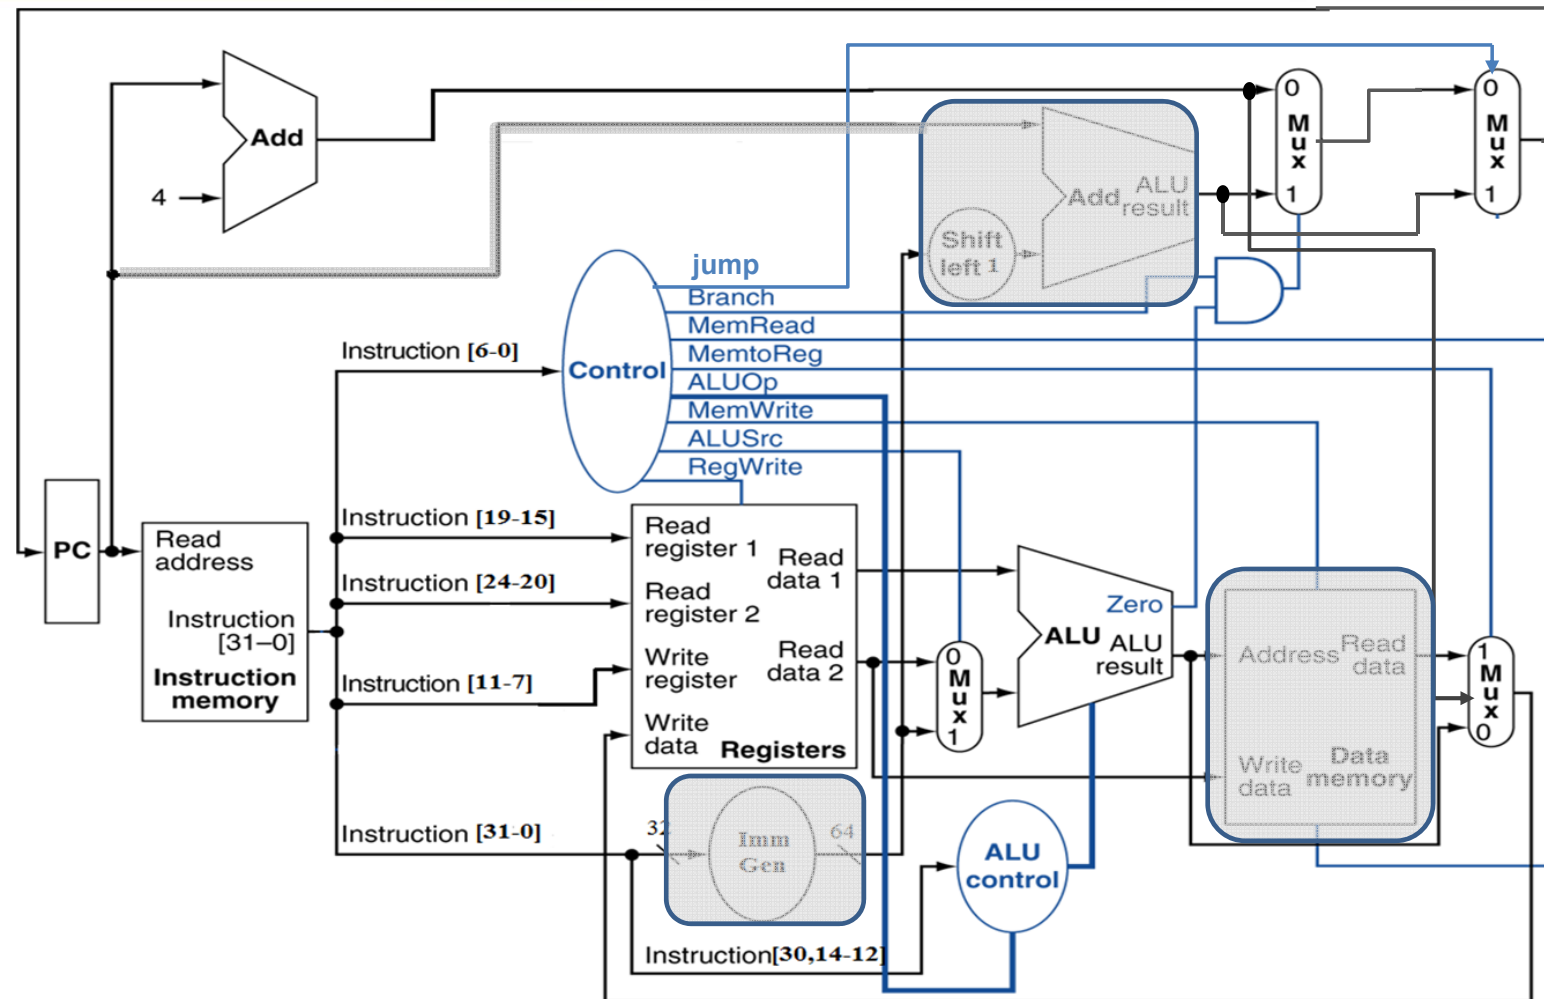 Add
4
0
Mux
1
0
Mux
1
Add
ALU
result
Shift
left 1
jump
Branch
MemRead
MemtoReg
ALUOp
MemWrite
ALUSrc
RegWrite
Control
Instruction [6-0]
PC
Read
address
Instruction
[31–0]
Instruction
memory
Instruction [19-15]
Instruction [24-20]
Instruction [11-7]
Instruction [31-0]
Read
register 1
Read
register 2
Write
register
Write
data
Read
data 1
Read
data 2
Registers
0
Mux
1
Zero
ALU
ALU
result
Address
Read
data
Write
data
Data
memory
1
Mux
0
32
Imm
Gen
64
ALU
control
Instruction[30,14-12]